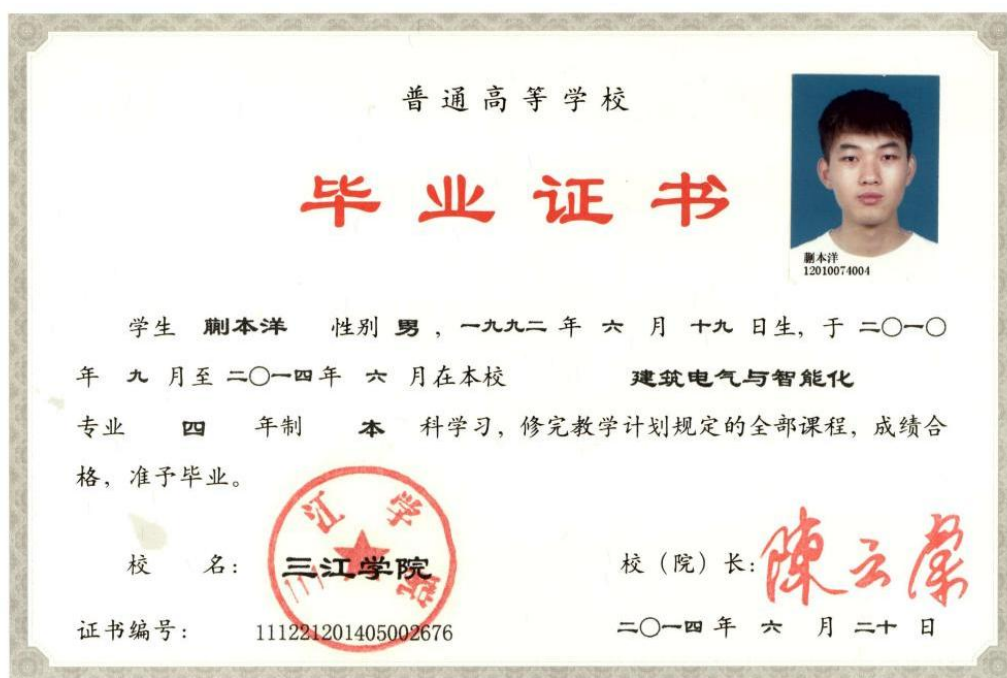 普通高等学校
毕业证书
蒯本洋
12010074004
学生 蒯本洋 性别 男 ，一九九二 年 六 月 十九 日生，于 二〇一〇
年 九 月至 二〇一四年 六 月在本校 建筑电气与智能化
专业 四 年制 本 科学习，修完教学计划规定的全部课程，成绩合
格，准予毕业。
校 名： 三江学院 校（院）长：
江学院
证书编号： 111221201405002676 二〇一四 年 六 月 二十 日